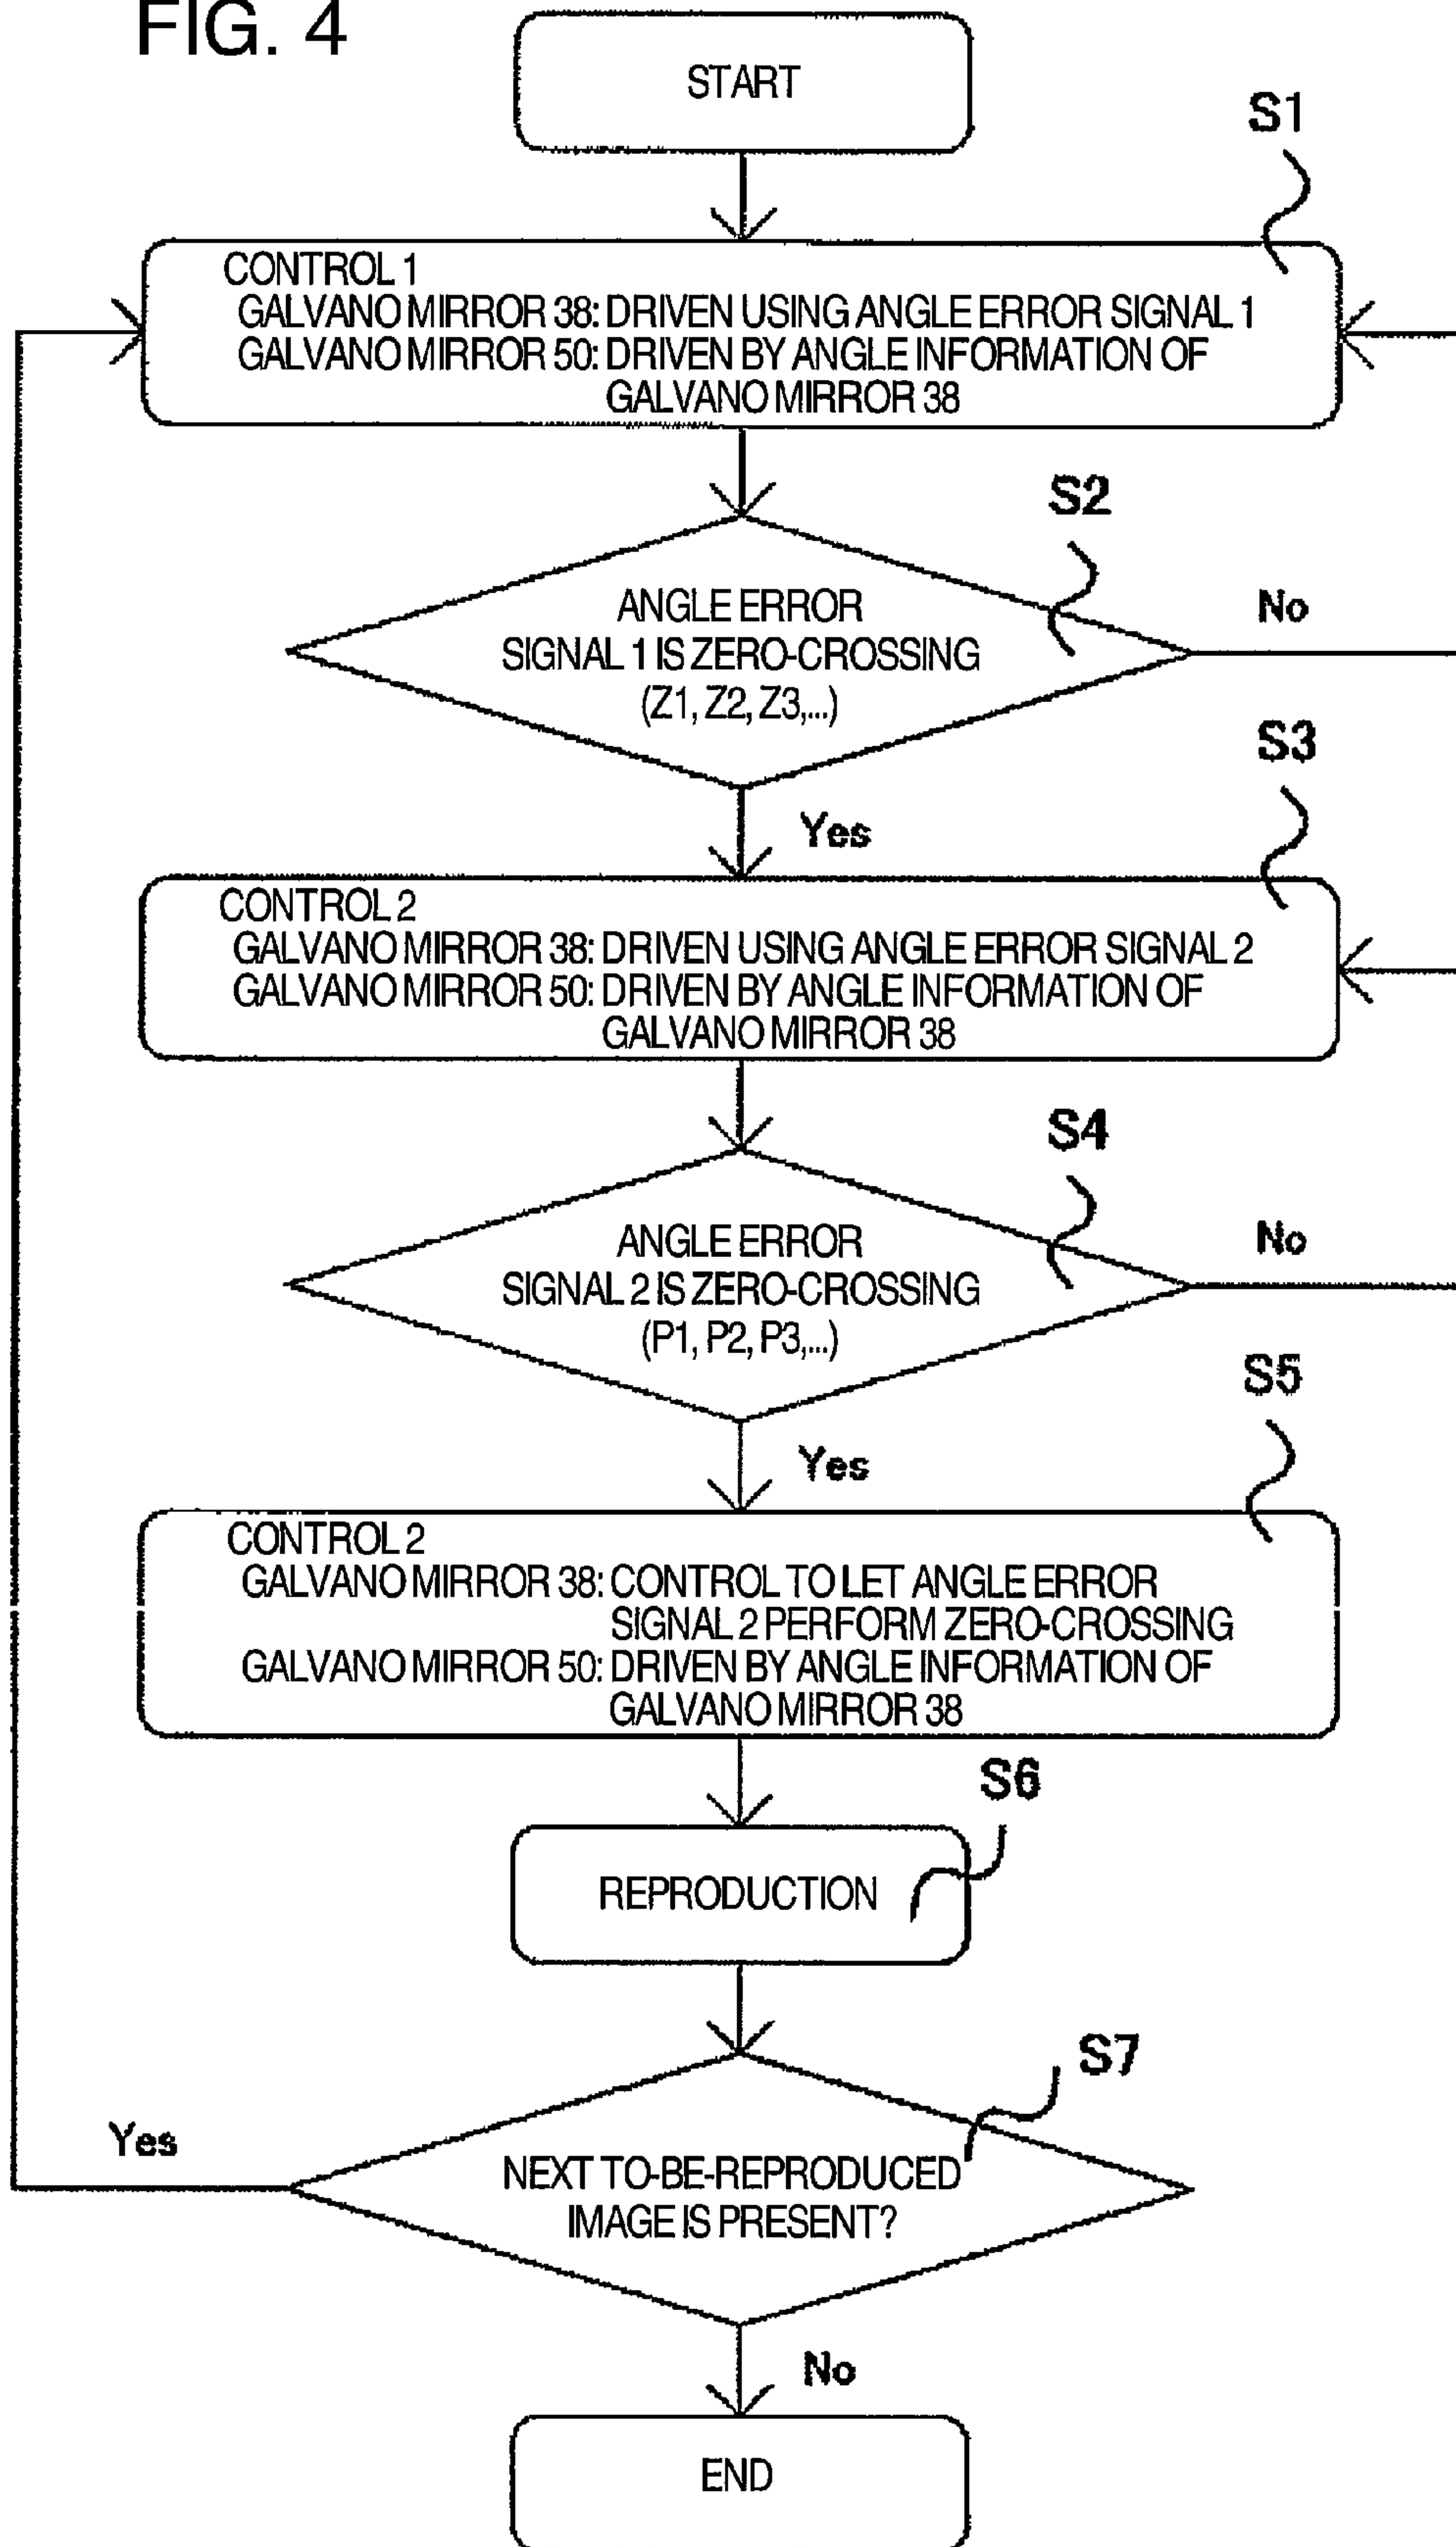 FIG. 4
START
S1
CONTROL 1
GALVANO MIRROR 38: DRIVEN USING ANGLE ERROR SIGNAL 1
GALVANO MIRROR 50: DRIVEN BY ANGLE INFORMATION OF
GALVANO MIRROR 38
S2
ANGLE ERROR
SIGNAL 1 IS ZERO-CROSSING
(Z1, Z2, Z3,...)
No
Yes
S3
CONTROL 2
GALVANO MIRROR 38: DRIVEN USING ANGLE ERROR SIGNAL 2
GALVANO MIRROR 50: DRIVEN BY ANGLE INFORMATION OF
GALVANO MIRROR 38
S4
ANGLE ERROR
SIGNAL 2 IS ZERO-CROSSING
(P1, P2, P3,...)
No
Yes
S5
CONTROL 2
GALVANO MIRROR 38: CONTROL TO LET ANGLE ERROR
SIGNAL 2 PERFORM ZERO-CROSSING
GALVANO MIRROR 50: DRIVEN BY ANGLE INFORMATION OF
GALVANO MIRROR 38
S6
REPRODUCTION
S7
Yes
NEXT TO-BE-REPRODUCED
IMAGE IS PRESENT?
No
END